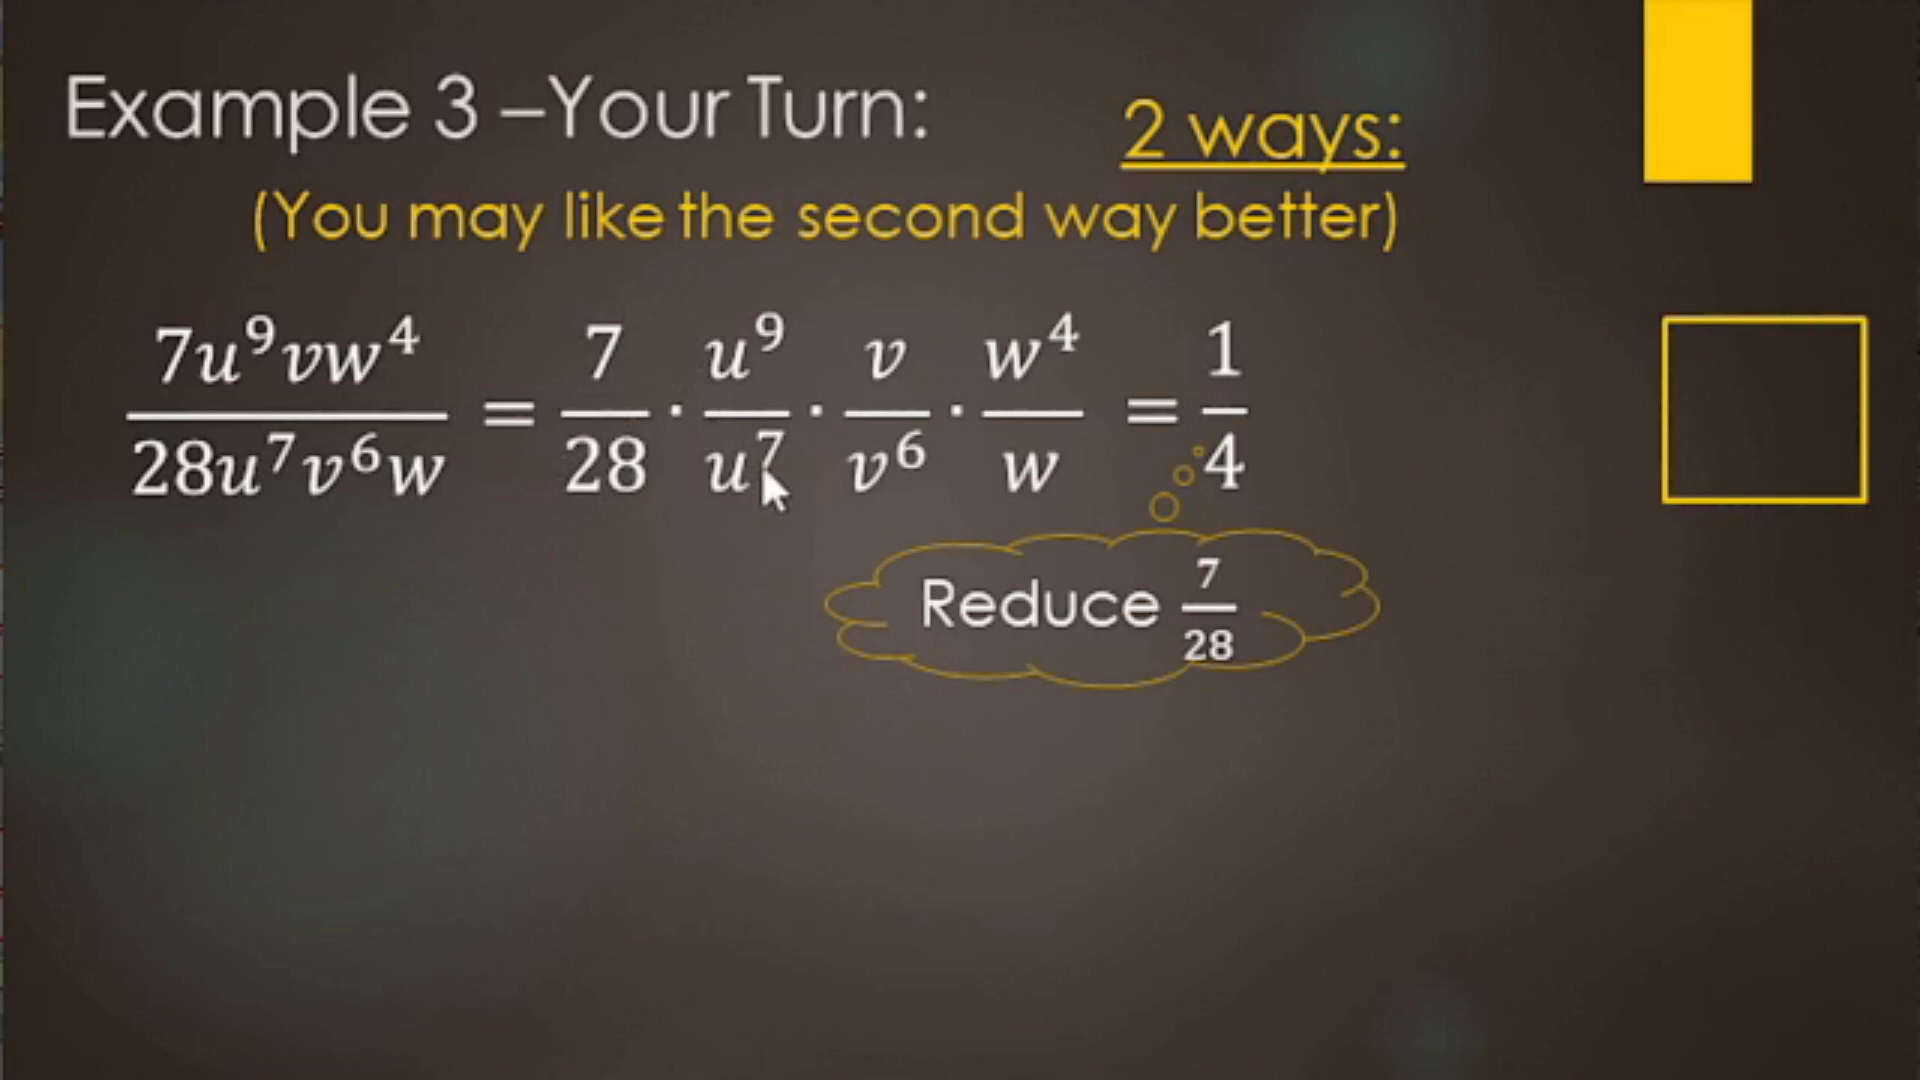 Example 3 –Your Turn:
2 ways:
(You may like the second way better)
7u⁹vw⁴/28u⁷v⁶w = 7/28 · u⁹/u⁷ · v/v⁶ · w⁴/w = 1/4
Reduce 7/28